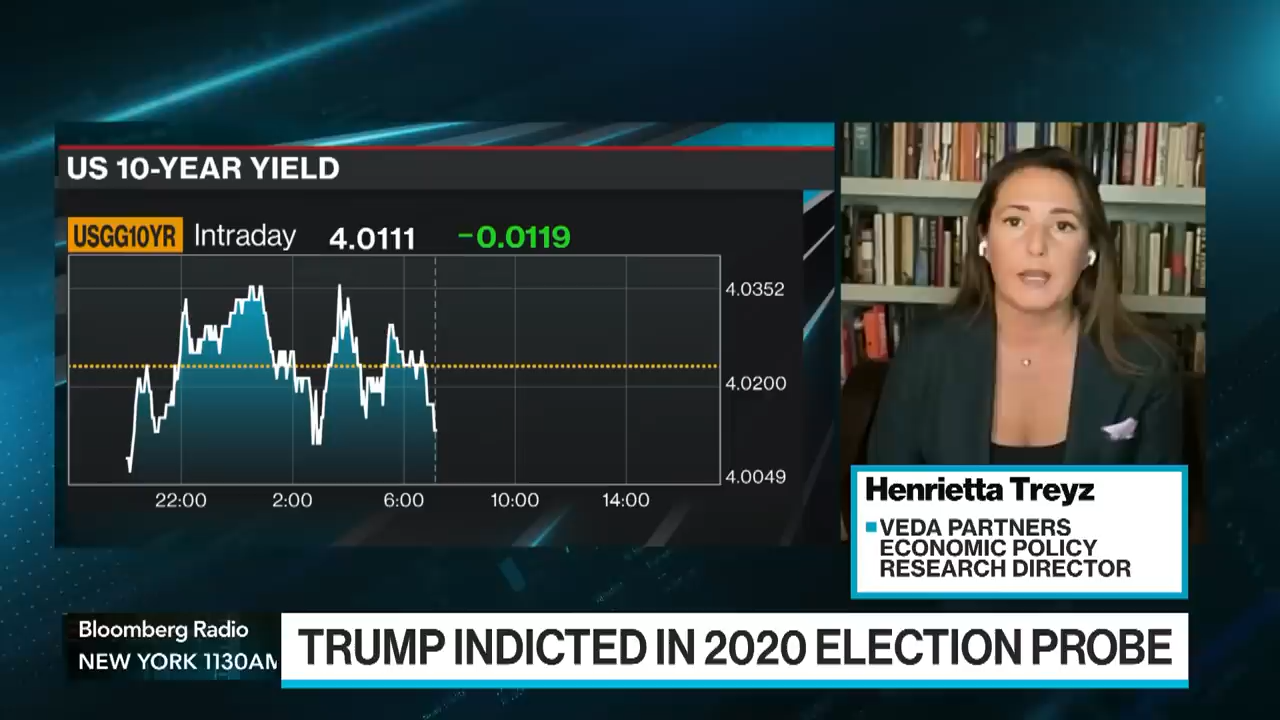 US 10-YEAR YIELD
USGG10YR Intraday 4.0111 -0.0119
4.0352
4.0200
4.0049
22:00 2:00 6:00 10:00 14:00
Henrietta Treyz
VEDA PARTNERS
ECONOMIC POLICY
RESEARCH DIRECTOR
Bloomberg Radio
NEW YORK 1130AM
TRUMP INDICTED IN 2020 ELECTION PROBE